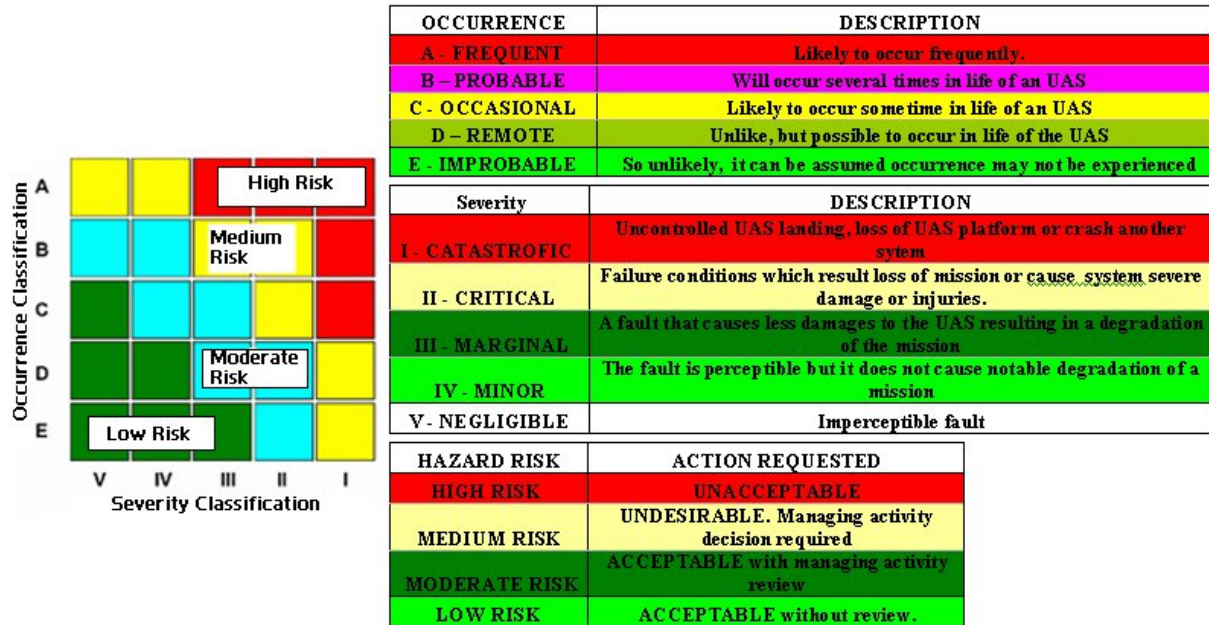 Occurrence Classification
A
B
C
D
E
High Risk
Medium
Risk
Moderate
Risk
Low Risk
V IV III II I
Severity Classification
OCCURRENCE DESCRIPTION
A - FREQUENT Likely to occur frequently.
B – PROBABLE Will occur several times in life of an UAS
C - OCCASIONAL Likely to occur sometime in life of an UAS
D – REMOTE Unlike, but possible to occur in life of the UAS
E - IMPROBABLE So unlikely, it can be assumed occurrence may not be experienced
Severity DESCRIPTION
I - CATASTROFIC Uncontrolled UAS landing, loss of UAS platform or crash another
sytem
II - CRITICAL Failure conditions which result loss of mission or cause system severe
damage or injuries.
III - MARGINAL A fault that causes less damages to the UAS resulting in a degradation
of the mission
IV - MINOR The fault is perceptible but it does not cause notable degradation of a
mission
V - NEGLIGIBLE Imperceptible fault
HAZARD RISK ACTION REQUESTED
HIGH RISK UNACCEPTABLE
MEDIUM RISK UNDESIRABLE. Managing activity
decision required
MODERATE RISK ACCEPTABLE with managing activity
review
LOW RISK ACCEPTABLE without review.